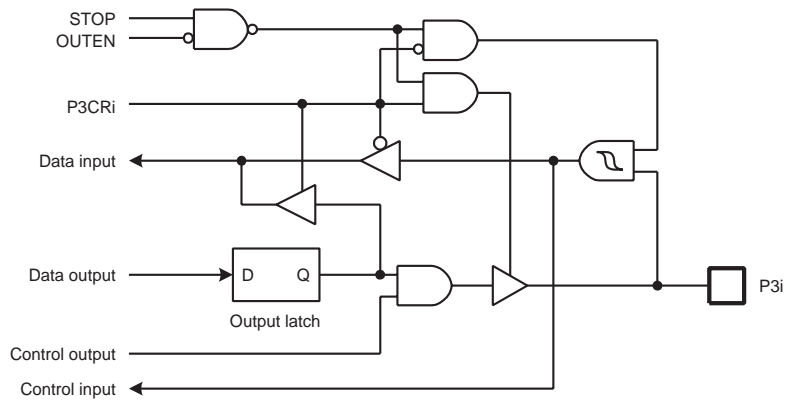 STOP
OUTEN
P3CRi
Data input
Data output
D Q
P3i
Output latch
Control output
Control input